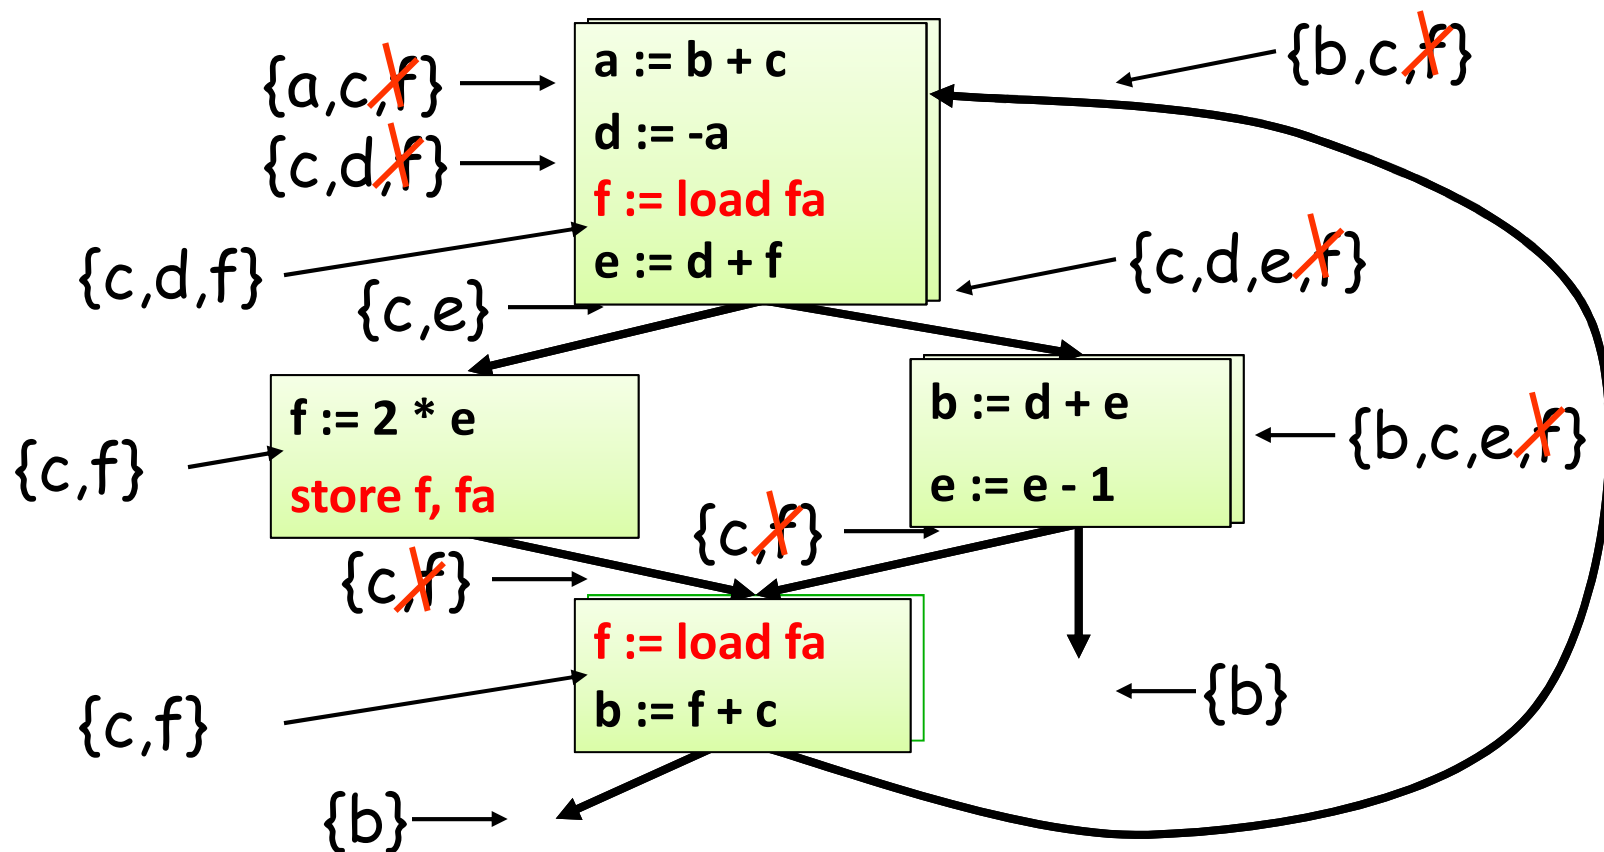 a := b + c
{b,c,f}
{a,c,f}
d := -a
{c,d,f}
f := load fa
{c,d,f}
e := d + f
{c,d,e,f}
{c,e}
f := 2 * e
b := d + e
{b,c,e,f}
{c,f}
store f, fa
e := e - 1
{c,f}
{c,f}
f := load fa
{c,f}
b := f + c
{b}
{b}